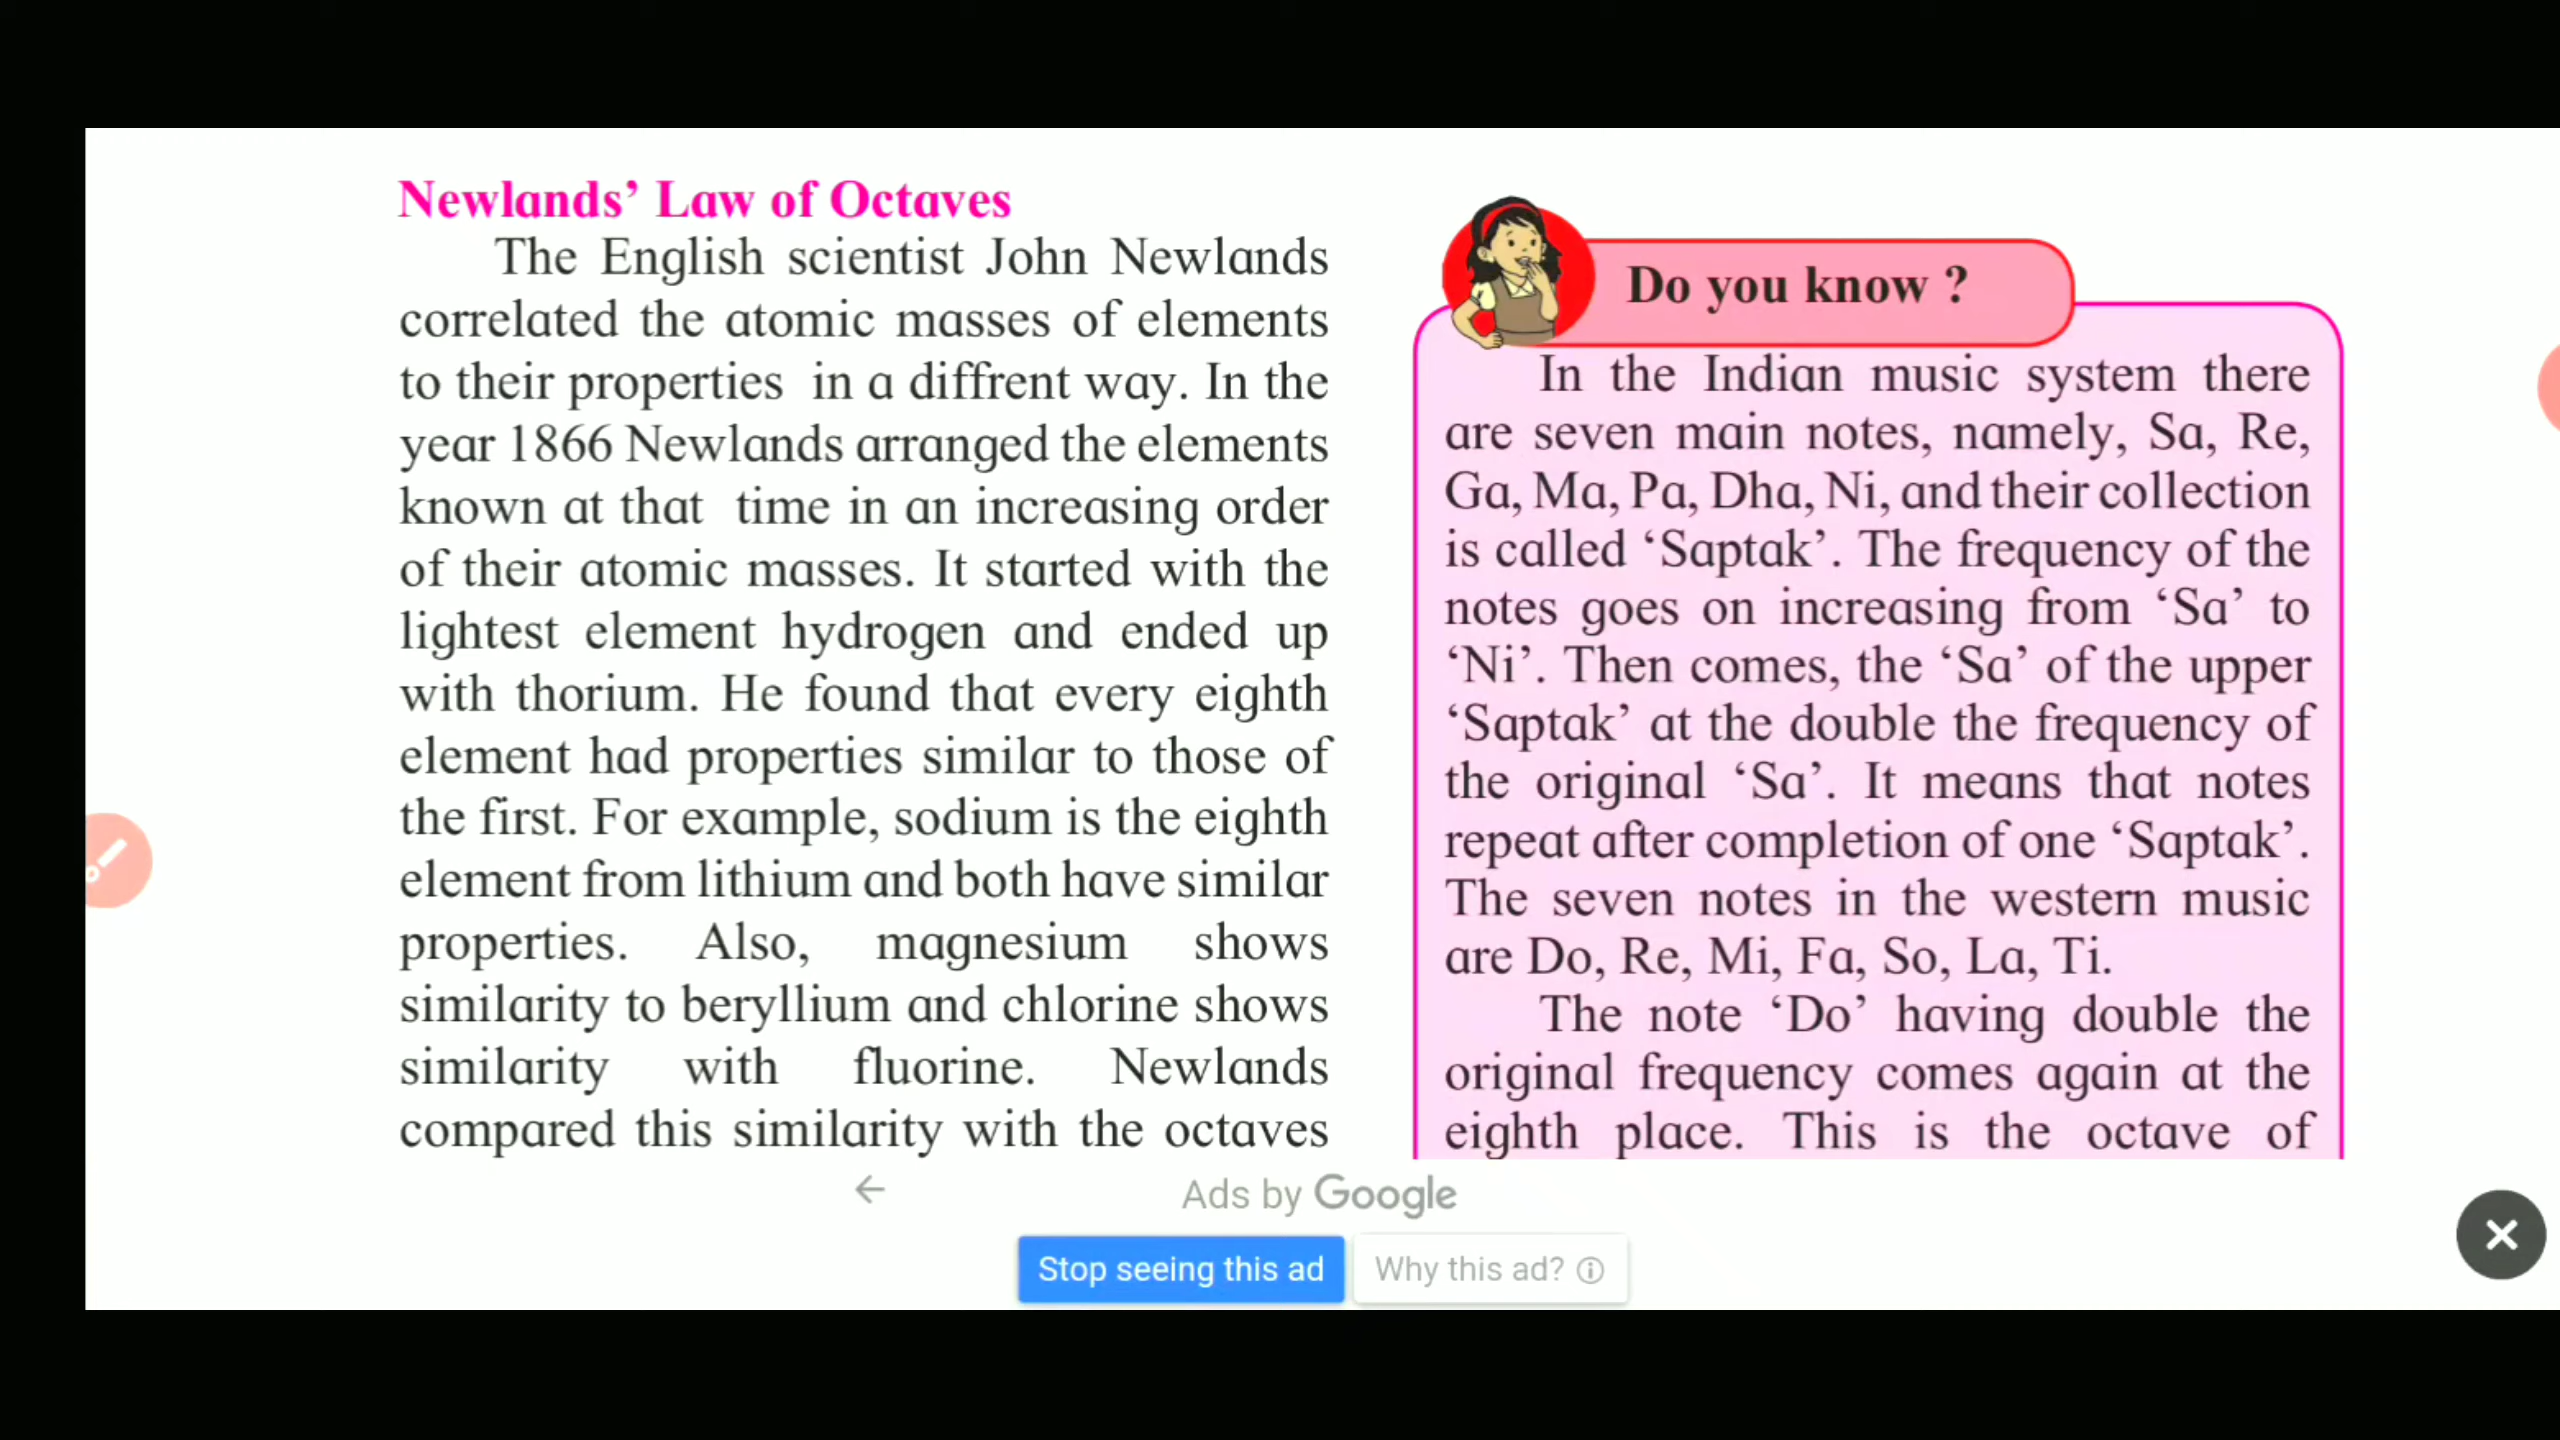 Newlands’ Law of Octaves
The English scientist John Newlands
correlated the atomic masses of elements
to their properties in a diffrent way. In the
year 1866 Newlands arranged the elements
known at that time in an increasing order
of their atomic masses. It started with the
lightest element hydrogen and ended up
with thorium. He found that every eighth
element had properties similar to those of
the first. For example, sodium is the eighth
element from lithium and both have similar
properties. Also, magnesium shows
similarity to beryllium and chlorine shows
similarity with fluorine. Newlands
compared this similarity with the octaves
Do you know ?
In the Indian music system there
are seven main notes, namely, Sa, Re,
Ga, Ma, Pa, Dha, Ni, and their collection
is called ‘Saptak’. The frequency of the
notes goes on increasing from ‘Sa’ to
‘Ni’. Then comes, the ‘Sa’ of the upper
‘Saptak’ at the double the frequency of
the original ‘Sa’. It means that notes
repeat after completion of one ‘Saptak’.
The seven notes in the western music
are Do, Re, Mi, Fa, So, La, Ti.
The note ‘Do’ having double the
original frequency comes again at the
eighth place. This is the octave of
Ads by Google
Stop seeing this ad
Why this ad?